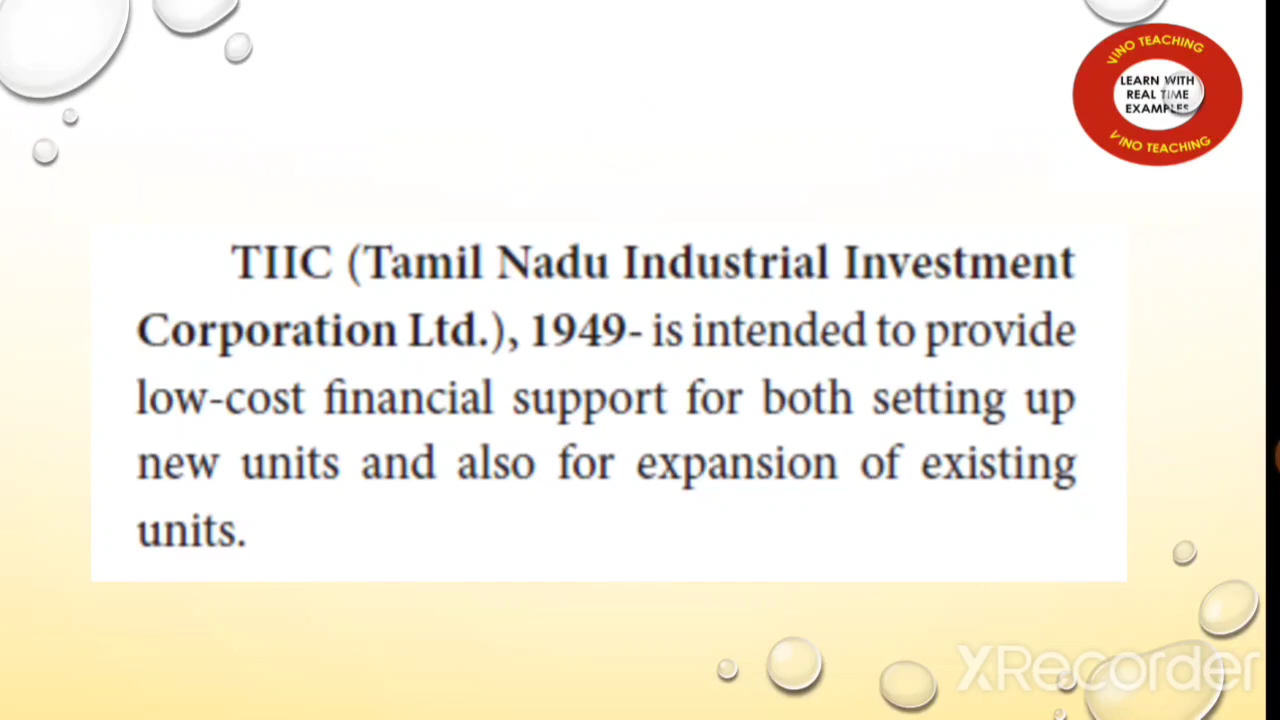 VINO TEACHING
LEARN WITH
REAL TIME
EXAMPLES
VINO TEACHING
TIIC (Tamil Nadu Industrial Investment
Corporation Ltd.), 1949- is intended to provide
low-cost financial support for both setting up
new units and also for expansion of existing
units.
XRecorder